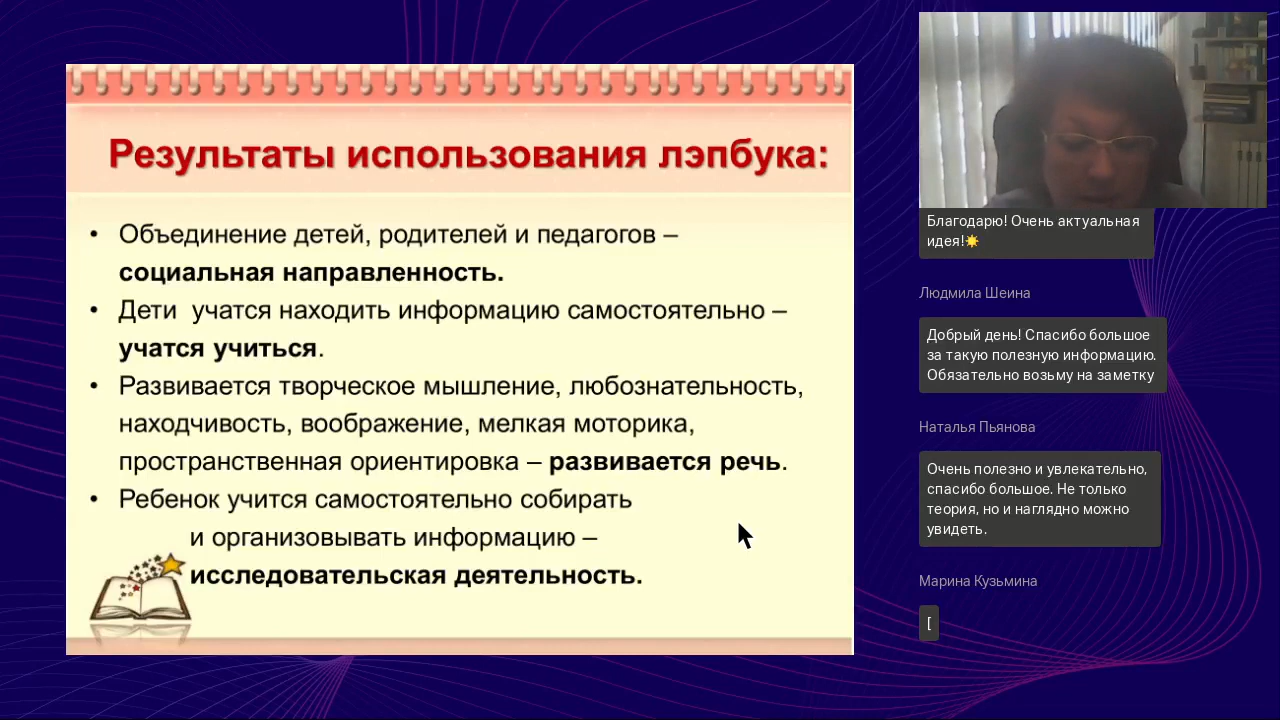 Результаты использования лэпбука:
• Объединение детей, родителей и педагогов –
социальная направленность.
• Дети учатся находить информацию самостоятельно –
учатся учиться.
• Развивается творческое мышление, любознательность,
находчивость, воображение, мелкая моторика,
пространственная ориентировка – развивается речь.
• Ребенок учится самостоятельно собирать
и организовывать информацию –
исследовательская деятельность.
Благодарю! Очень актуальная
идея!☀️
Людмила Шеина
Добрый день! Спасибо большое
за такую полезную информацию.
Обязательно возьму на заметку
Наталья Пьянова
Очень полезно и увлекательно,
спасибо большое. Не только
теория, но и наглядно можно
увидеть.
Марина Кузьмина
[